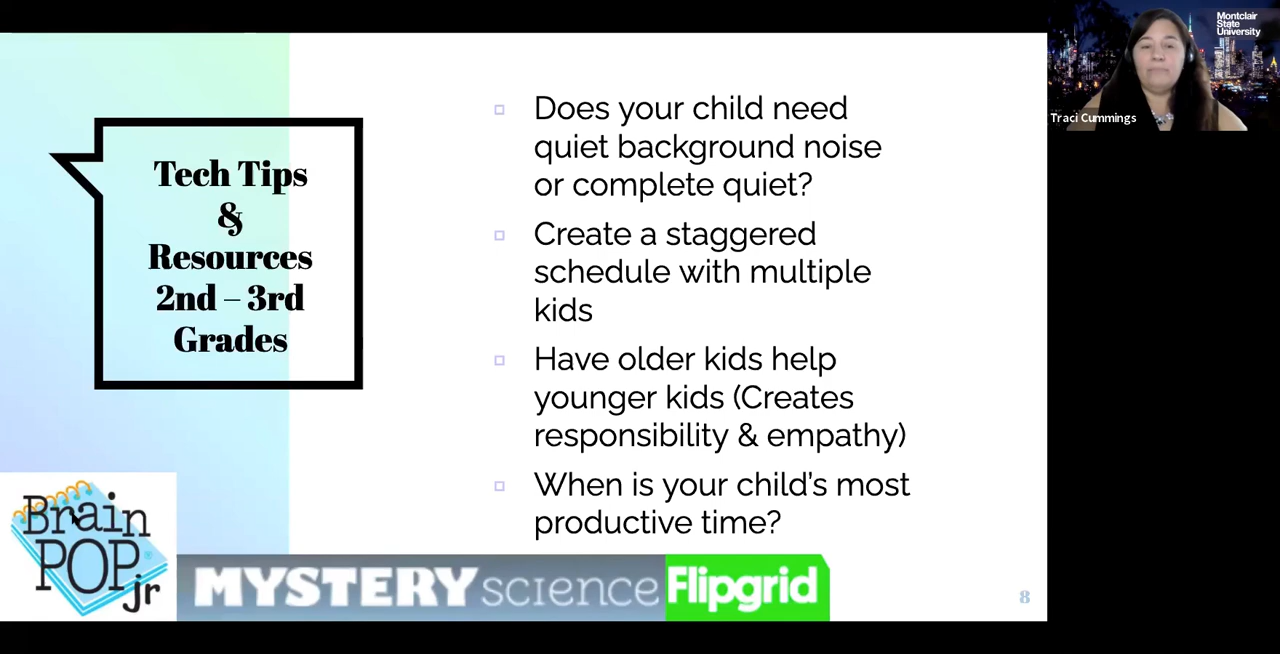 Tech Tips
&
Resources
2nd – 3rd
Grades
Does your child need
quiet background noise
or complete quiet?
Create a staggered
schedule with multiple
kids
Have older kids help
younger kids (Creates
responsibility & empathy)
When is your child's most
productive time?
Brain
POP®
jr
MYSTERY science
Flipgrid
8
Montclair
State
University
Traci Cummings